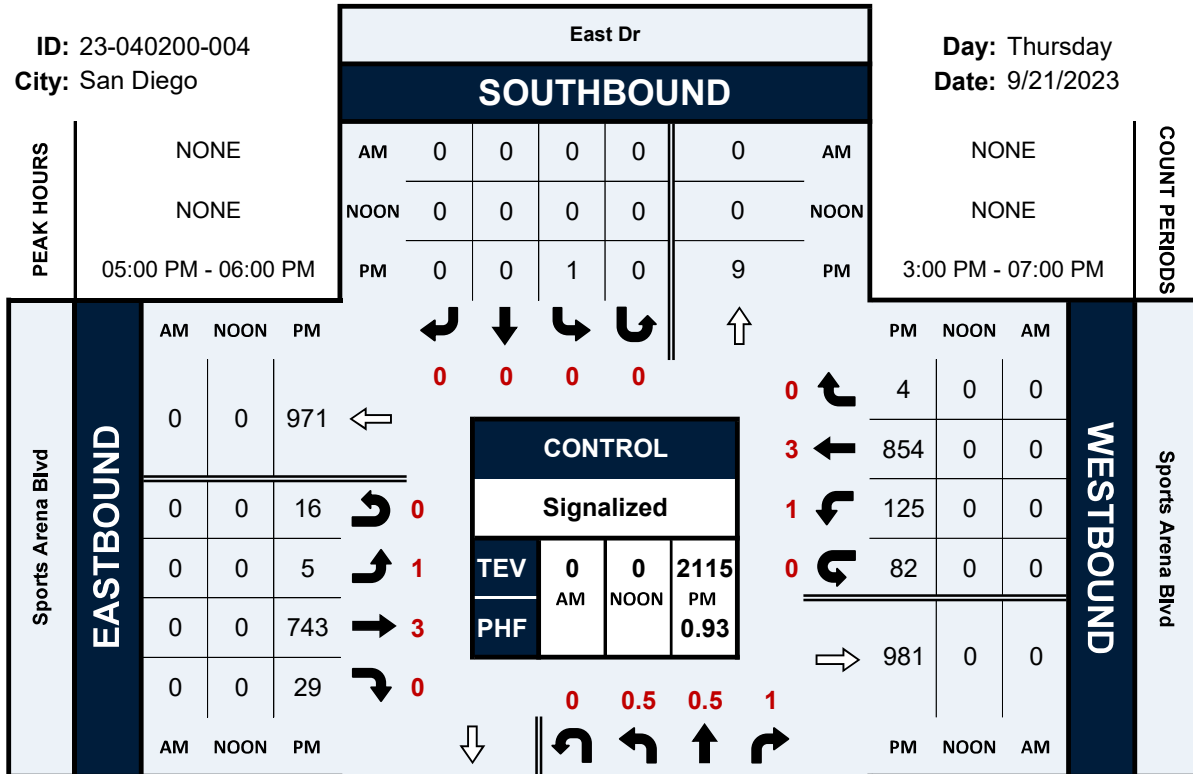 ID: 23-040200-004
City: San Diego
East Dr
SOUTHBOUND
Day: Thursday
Date: 9/21/2023
PEAK HOURS
NONE
NONE
05:00 PM - 06:00 PM
AM 0 0 0 0 0 AM
NOON 0 0 0 0 0 NOON
PM 0 0 1 0 9 PM
NONE
NONE
3:00 PM - 07:00 PM
COUNT PERIODS
0 0 0 0
Sports Arena Blvd
EASTBOUND
AM NOON PM
0 0 971
0 0 16 0
0 0 5 1
0 0 743 3
0 0 29 0
AM NOON PM
CONTROL
Signalized
TEV 0 0 2115
AM NOON PM
PHF 0.93
PM NOON AM
0 4 0 0
3 854 0 0
1 125 0 0
0 82 0 0
981 0 0
PM NOON AM
WESTBOUND
Sports Arena Blvd
0 0.5 0.5 1